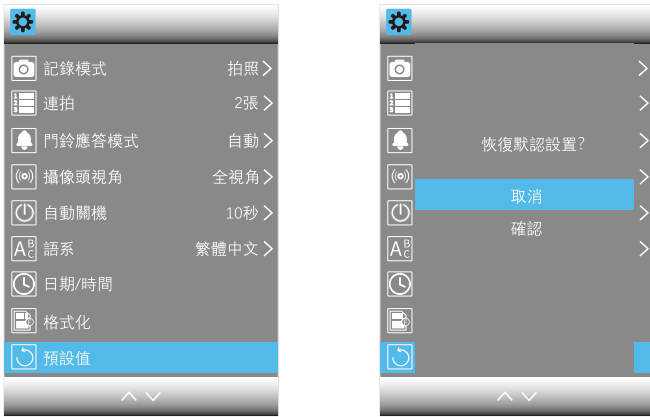 記錄模式 拍照
連拍 2張
門鈴應答模式 自動
攝像頭視角 全視角
自動關機 10秒
語系 繁體中文
日期/時間
格式化
預設值
恢復默認設置?
取消
確認